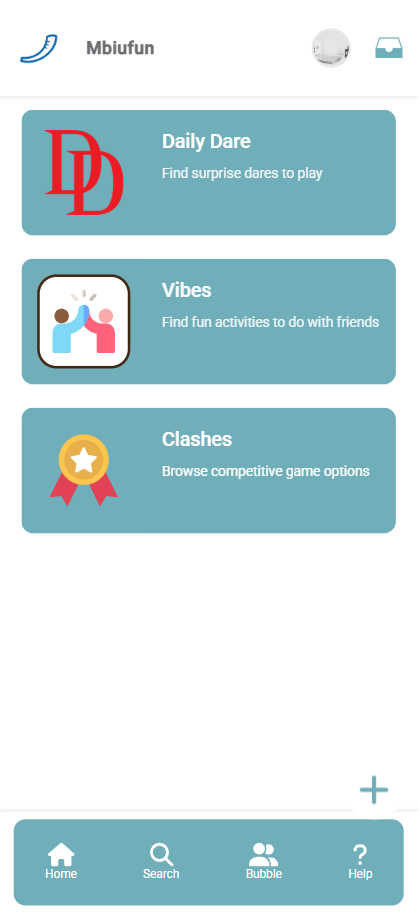 Mbiufun
DD
Daily Dare
Find surprise dares to play
Vibes
Find fun activities to do with friends
Clashes
Browse competitive game options
Home
Search
Bubble
?
Help